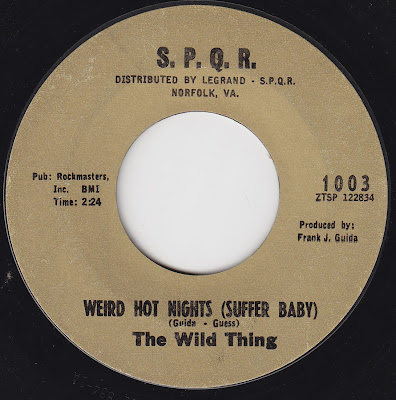 S. P. Q. R.
DISTRIBUTED BY LEGRAND - S.P.Q.R.
NORFOLK, VA.
Pub: Rockmasters,
Inc. BMI
Time: 2:24
1003
ZTSP 122834
Produced by:
Frank J. Guida
WEIRD HOT NIGHTS (SUFFER BABY)
(Guida - Guess)
The Wild Thing